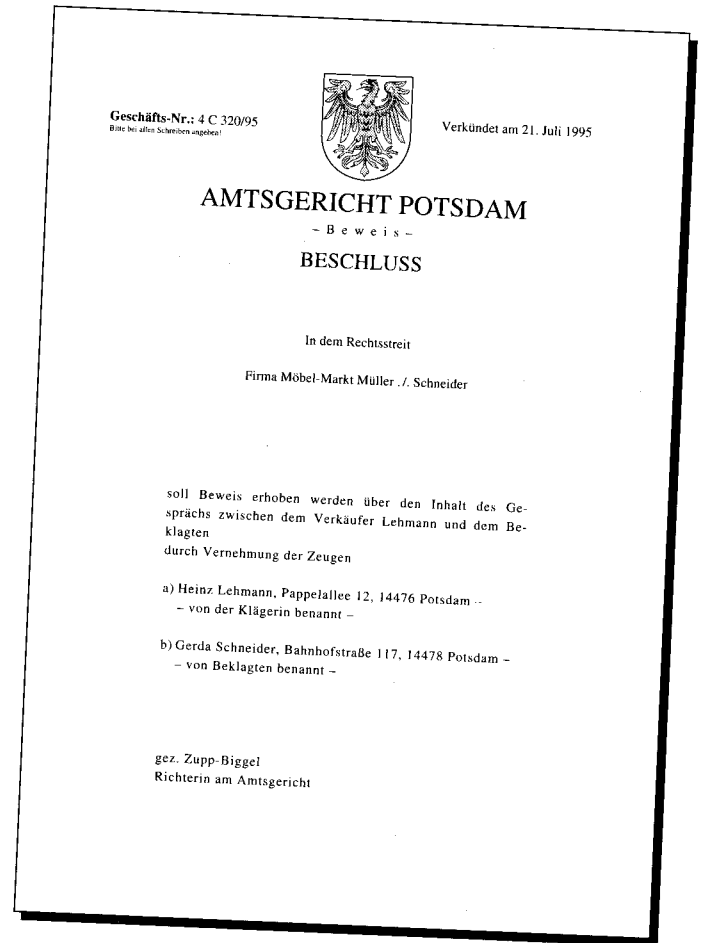 Geschäfts-Nr.: 4 C 320/95
Bitte bei allen Schreiben angeben!
Verkündet am 21. Juli 1995
AMTSGERICHT POTSDAM
– B e w e i s –
BESCHLUSS
In dem Rechtsstreit
Firma Möbel-Markt Müller ./. Schneider
soll Beweis erhoben werden über den Inhalt des Ge-
sprächs zwischen dem Verkäufer Lehmann und dem Be-
klagten
durch Vernehmung der Zeugen
a) Heinz Lehmann, Pappelallee 12, 14476 Potsdam –
– von der Klägerin benannt –
b) Gerda Schneider, Bahnhofstraße 117, 14478 Potsdam –
– von Beklagten benannt –
gez. Zupp-Biggel
Richterin am Amtsgericht